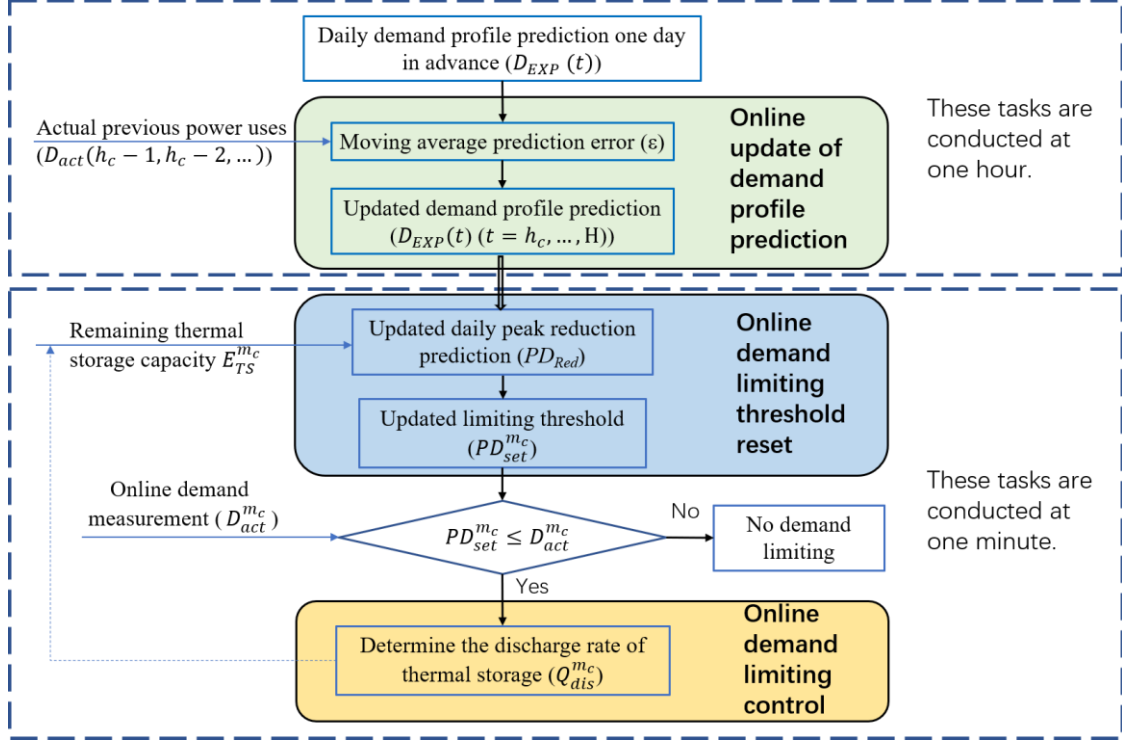 Daily demand profile prediction one day
in advance (D_EXP (t))
Actual previous power uses
(D_act(h_c − 1, h_c − 2, …))
Moving average prediction error (ε)
Updated demand profile prediction
(D_EXP(t) (t = h_c, …, H))
Online
update of
demand
profile
prediction
These tasks are
conducted at
one hour.
Remaining thermal
storage capacity E_TS^{m_c}
Updated daily peak reduction
prediction (PD_Red)
Updated limiting threshold
(PD_set^{m_c})
Online
demand
limiting
threshold
reset
Online demand
measurement ( D_act^{m_c})
PD_set^{m_c} ≤ D_act^{m_c}
No
No demand
limiting
Yes
These tasks are
conducted at
one minute.
Determine the discharge rate of
thermal storage (Q_dis^{m_c})
Online
demand
limiting
control